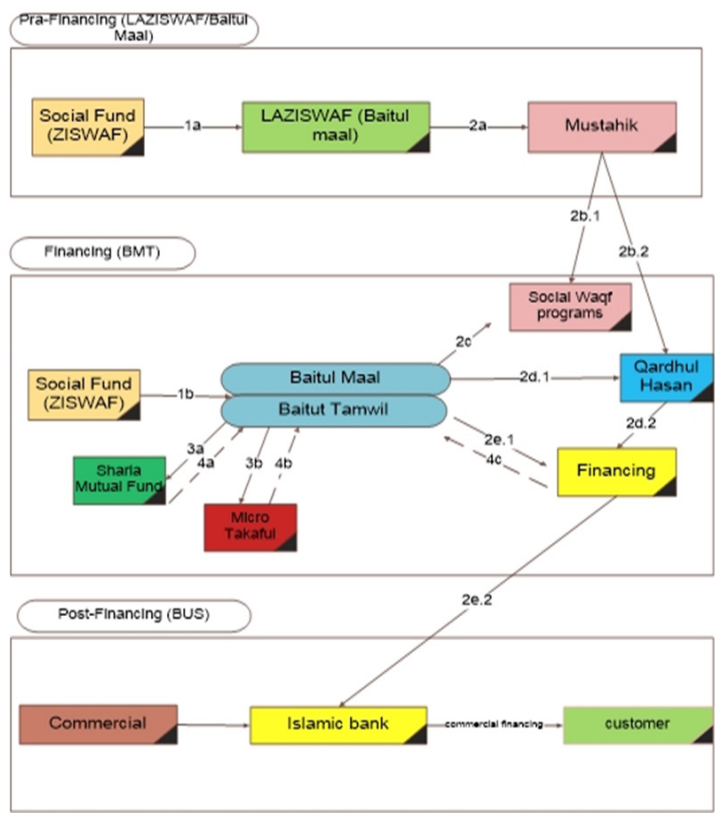 Pra-Financing (LAZISWAF/Baitul
Maal)
Social Fund
(ZISWAF)
1a
LAZISWAF (Baitul
maal)
2a
Mustahik
2b.1
2b.2
Financing (BMT)
Social Waqf
programs
2c
Social Fund
(ZISWAF)
1b
Baitul Maal
Baitut Tamwil
2d.1
Qardhul
Hasan
2d.2
3a
4a
3b
4b
2e.1
4c
Sharia
Mutual Fund
Micro
Takaful
Financing
2e.2
Post-Financing (BUS)
Commercial
Islamic bank
commercial financing
customer